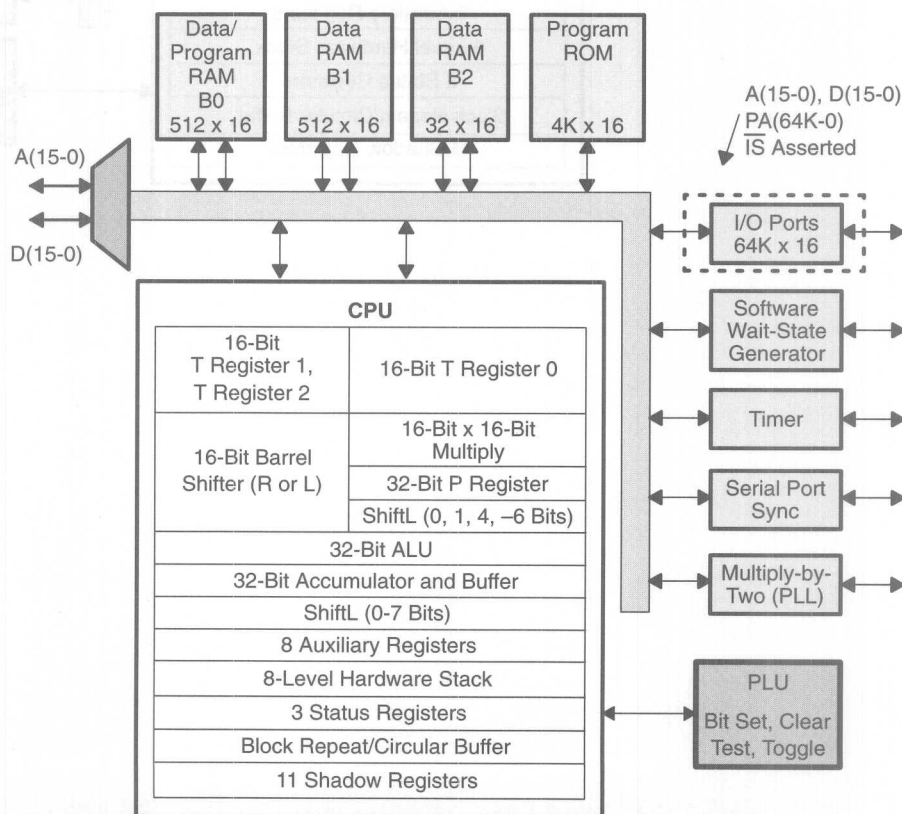 Data/
Program
RAM
B0
512 x 16
Data
RAM
B1
512 x 16
Data
RAM
B2
32 x 16
Program
ROM
4K x 16
A(15-0), D(15-0)
PA(64K-0)
IS Asserted
A(15-0)
D(15-0)
I/O Ports
64K x 16
Software
Wait-State
Generator
Timer
Serial Port
Sync
Multiply-by-
Two (PLL)
CPU
16-Bit
T Register 1,
T Register 2
16-Bit T Register 0
16-Bit Barrel
Shifter (R or L)
16-Bit x 16-Bit
Multiply
32-Bit P Register
ShiftL (0, 1, 4, –6 Bits)
32-Bit ALU
32-Bit Accumulator and Buffer
ShiftL (0-7 Bits)
8 Auxiliary Registers
8-Level Hardware Stack
3 Status Registers
Block Repeat/Circular Buffer
11 Shadow Registers
PLU
Bit Set, Clear
Test, Toggle